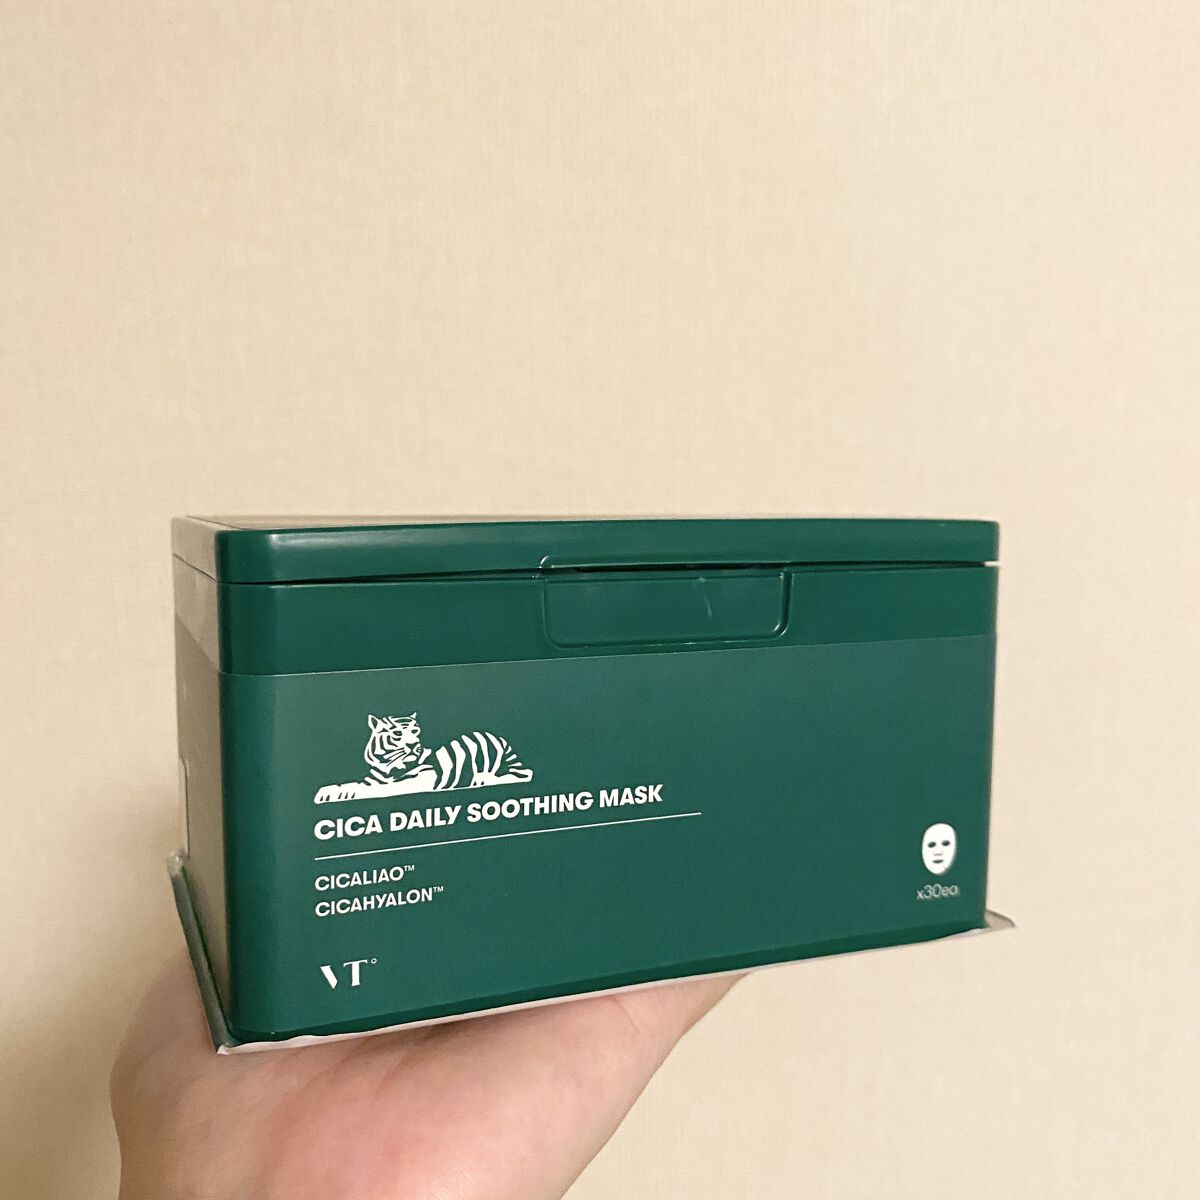 CICA DAILY SOOTHING MASK
CICALIAO™
CICAHYALON™
x30ea
VT°